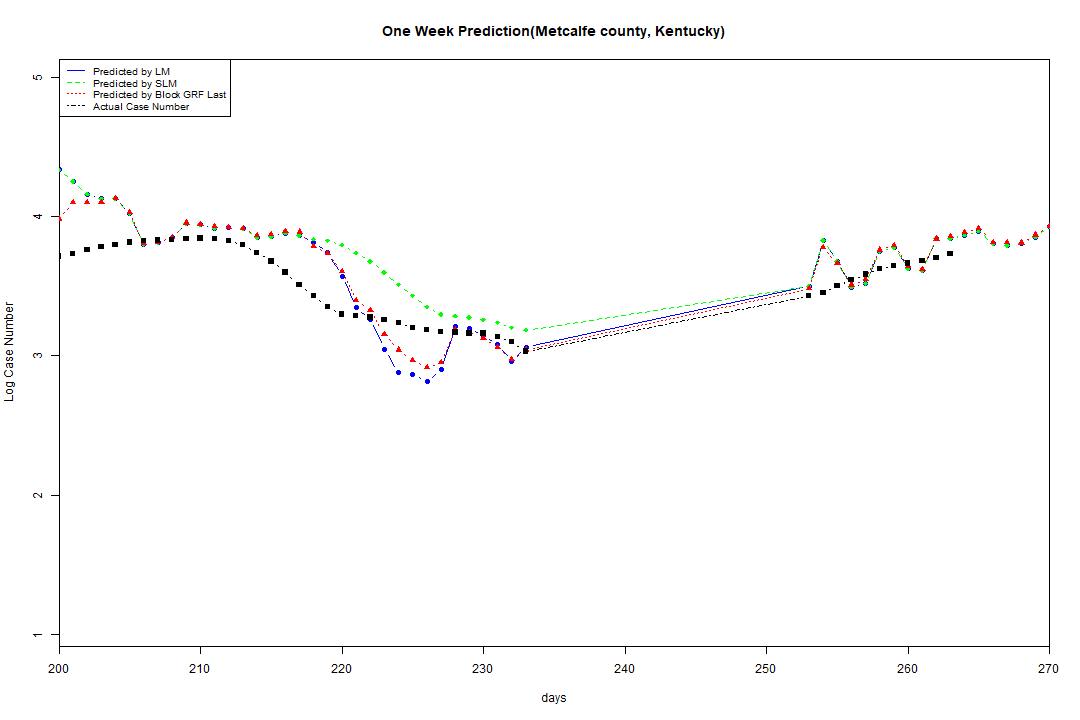 One Week Prediction(Metcalfe county, Kentucky)
Predicted by LM
Predicted by SLM
Predicted by Block GRF Last
Actual Case Number
5
4
3
2
1
Log Case Number
200 210 220 230 240 250 260 270
days